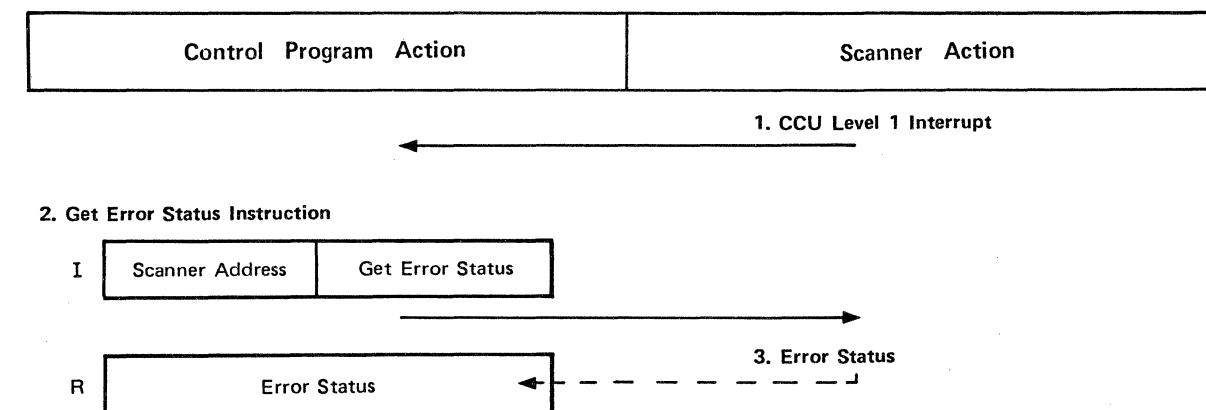 Control Program Action Scanner Action
1. CCU Level 1 Interrupt
2. Get Error Status Instruction
I Scanner Address Get Error Status
3. Error Status
R Error Status